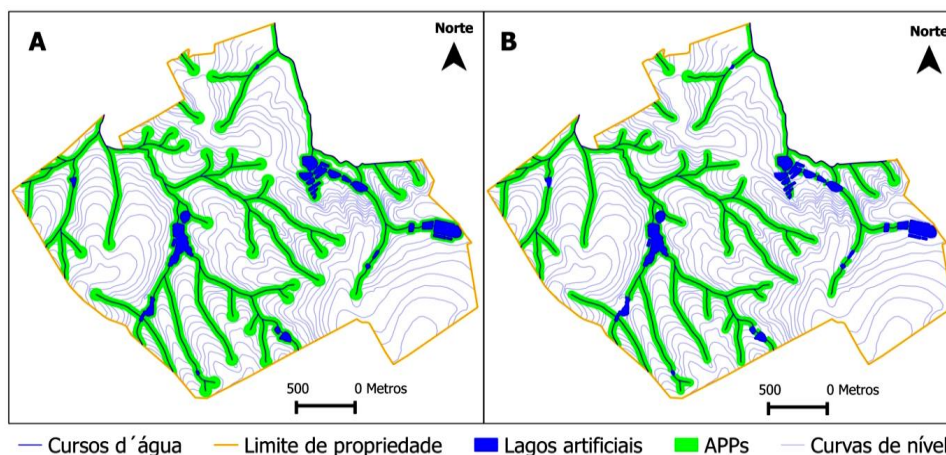 A
Norte
500 0 Metros
B
Norte
500 0 Metros
Cursos d´água Limite de propriedade Lagos artificiais APPs Curvas de nível